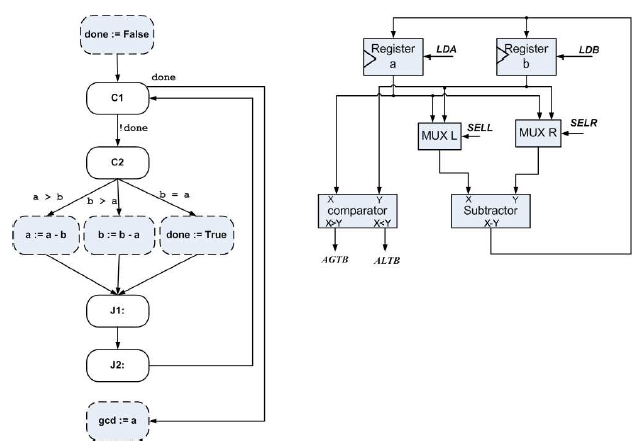 done := False
done
C1
!done
C2
a > b
b > a
b = a
a := a - b
b := b - a
done := True
J1:
J2:
gcd := a
Register
a
LDA
Register
b
LDB
MUX L
SELL
MUX R
SELR
X Y
comparator
X>Y X<Y
AGTB ALTB
X Y
Subtractor
X-Y